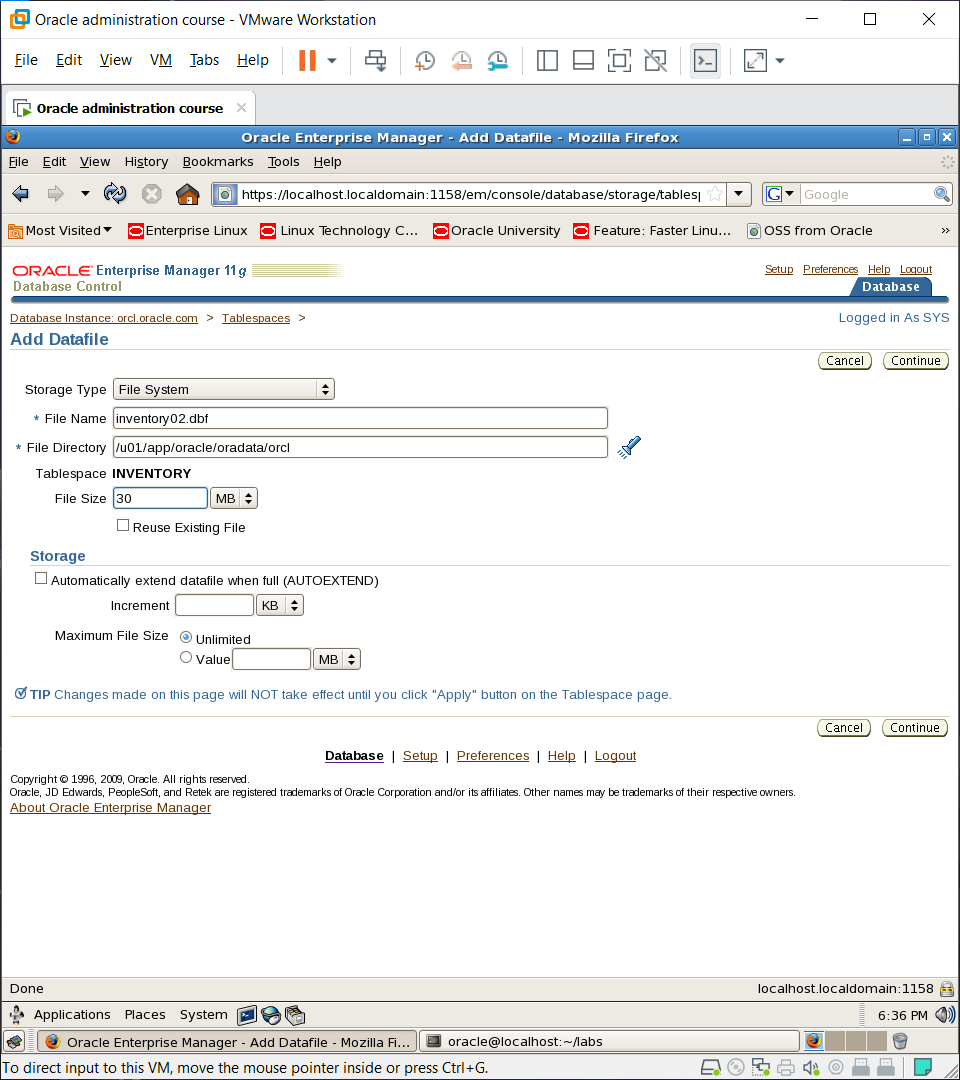 Oracle administration course - VMware Workstation
File Edit View VM Tabs Help
Oracle administration course
Oracle Enterprise Manager - Add Datafile - Mozilla Firefox
File Edit View History Bookmarks Tools Help
https://localhost.localdomain:1158/em/console/database/storage/tablesp
G Google
Most Visited Enterprise Linux Linux Technology C... Oracle University Feature: Faster Linu... OSS from Oracle »
ORACLE Enterprise Manager 11g
Database Control
Setup Preferences Help Logout
Database
Database Instance: orcl.oracle.com > Tablespaces >
Logged in As SYS
Add Datafile
Cancel Continue
Storage Type File System
* File Name inventory02.dbf
* File Directory /u01/app/oracle/oradata/orcl
Tablespace INVENTORY
File Size 30 MB
Reuse Existing File
Storage
Automatically extend datafile when full (AUTOEXTEND)
Increment KB
Maximum File Size Unlimited
Value MB
TIP Changes made on this page will NOT take effect until you click "Apply" button on the Tablespace page.
Cancel Continue
Database | Setup | Preferences | Help | Logout
Copyright © 1996, 2009, Oracle. All rights reserved.
Oracle, JD Edwards, PeopleSoft, and Retek are registered trademarks of Oracle Corporation and/or its affiliates. Other names may be trademarks of their respective owners.
About Oracle Enterprise Manager
Done localhost.localdomain:1158
Applications Places System 6:36 PM
Oracle Enterprise Manager - Add Datafile - Mozilla Fi... oracle@localhost:~/labs
To direct input to this VM, move the mouse pointer inside or press Ctrl+G.